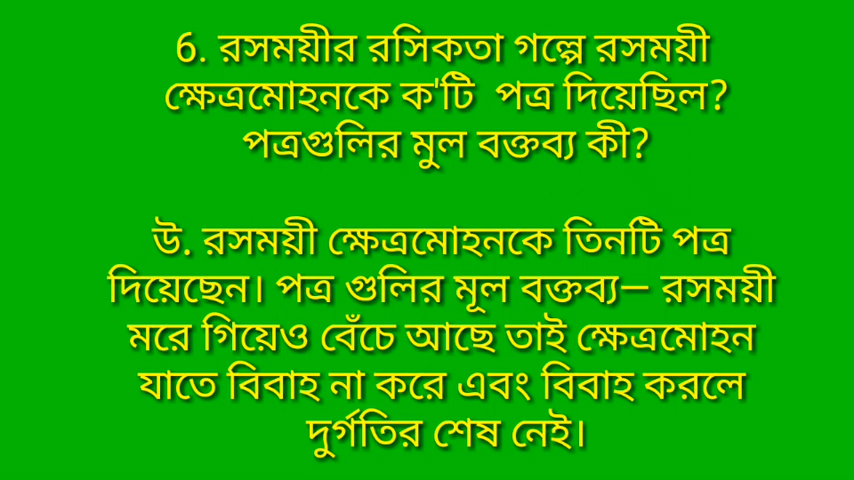 6. রসময়ীর রসিকতা গল্পে রসময়ী
ক্ষেত্রমোহনকে ক'টি পত্র দিয়েছিল?
পত্রগুলির মুল বক্তব্য কী?
উ. রসময়ী ক্ষেত্রমোহনকে তিনটি পত্র
দিয়েছেন। পত্র গুলির মূল বক্তব্য— রসময়ী
মরে গিয়েও বেঁচে আছে তাই ক্ষেত্রমোহন
যাতে বিবাহ না করে এবং বিবাহ করলে
দুর্গতির শেষ নেই।